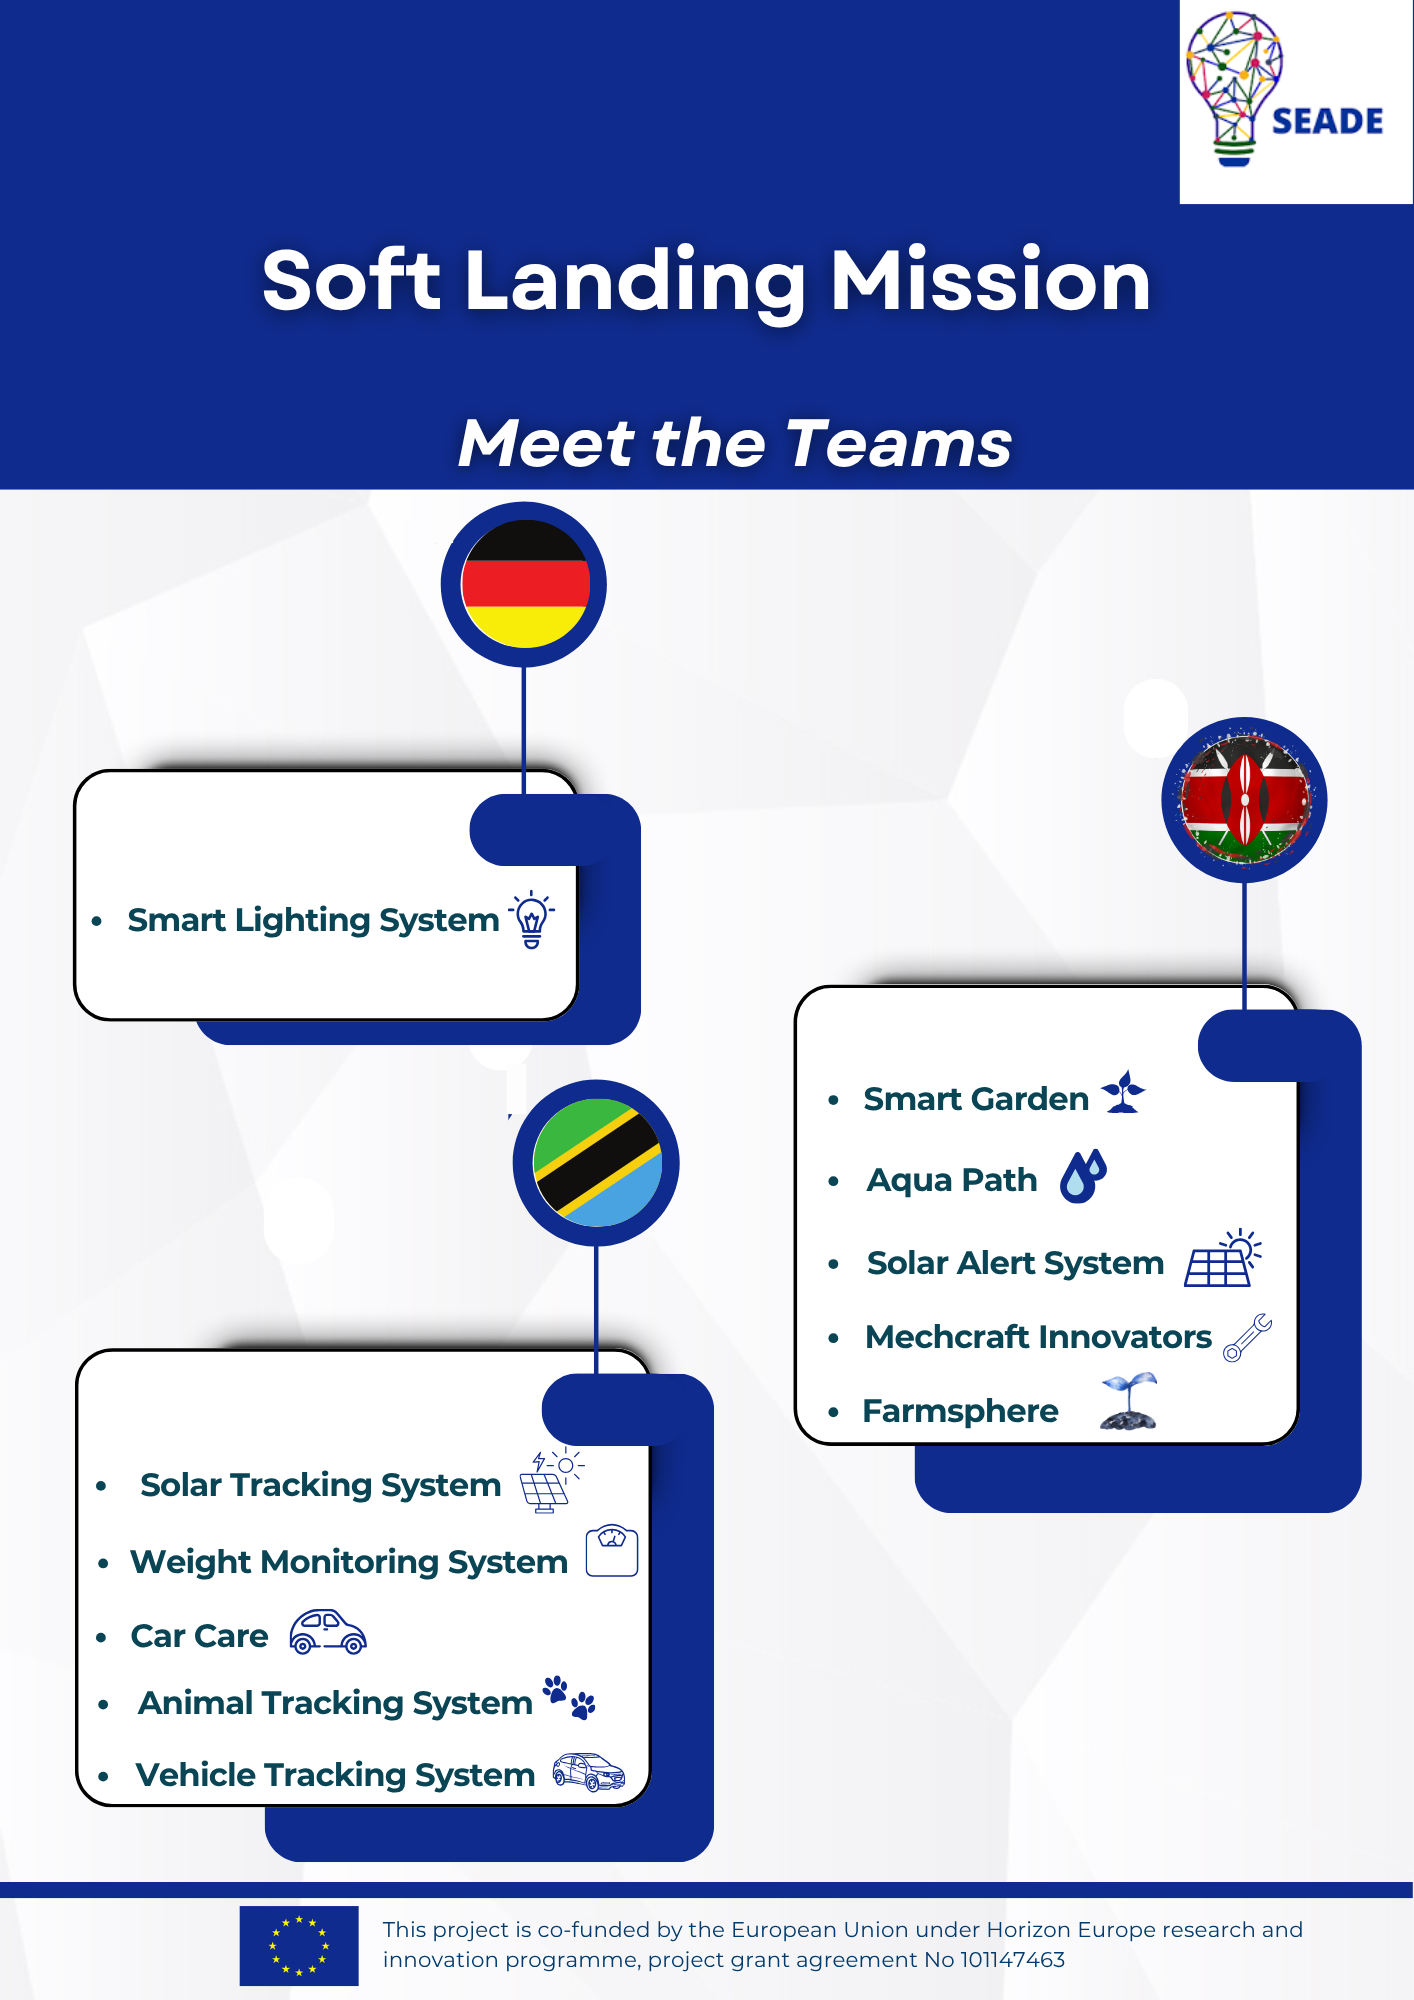 SEADE
Soft Landing Mission
Meet the Teams
• Smart Lighting System
• Smart Garden
• Aqua Path
• Solar Alert System
• Mechcraft Innovators
• Farmsphere
• Solar Tracking System
• Weight Monitoring System
• Car Care
• Animal Tracking System
• Vehicle Tracking System
This project is co-funded by the European Union under Horizon Europe research and
innovation programme, project grant agreement No 101147463